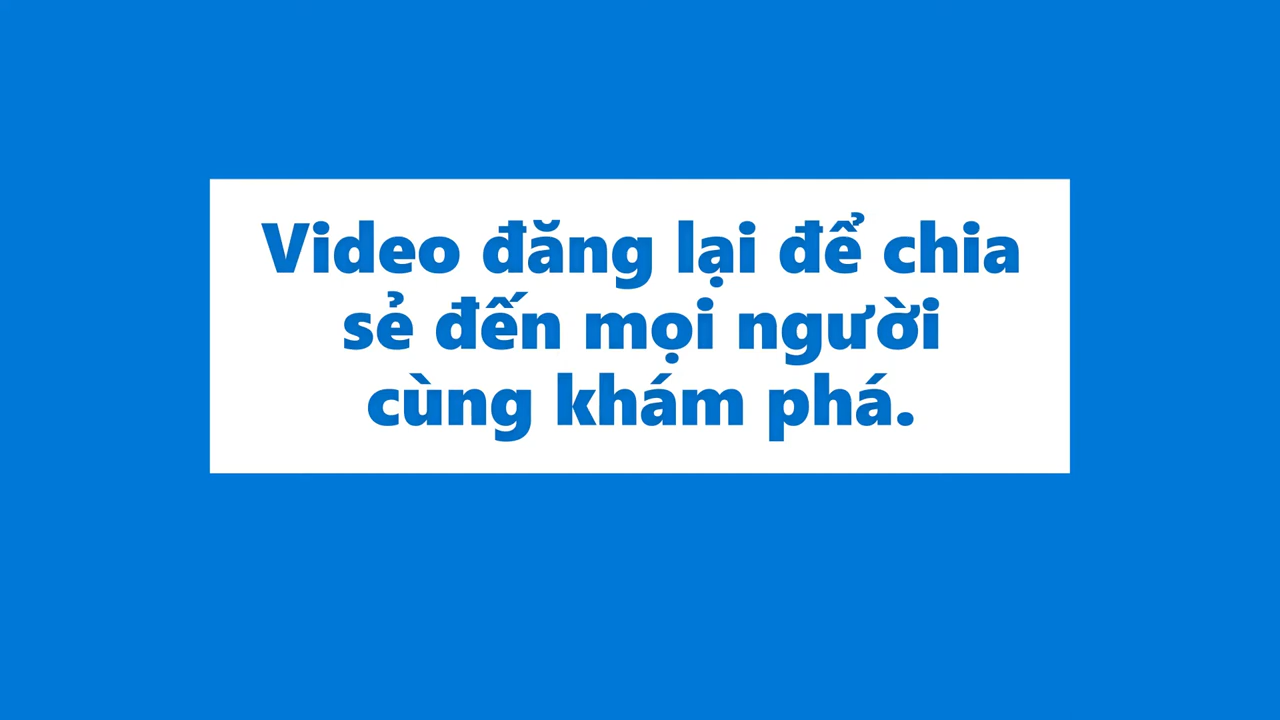 Video đăng lại để chia
sẻ đến mọi người
cùng khám phá.